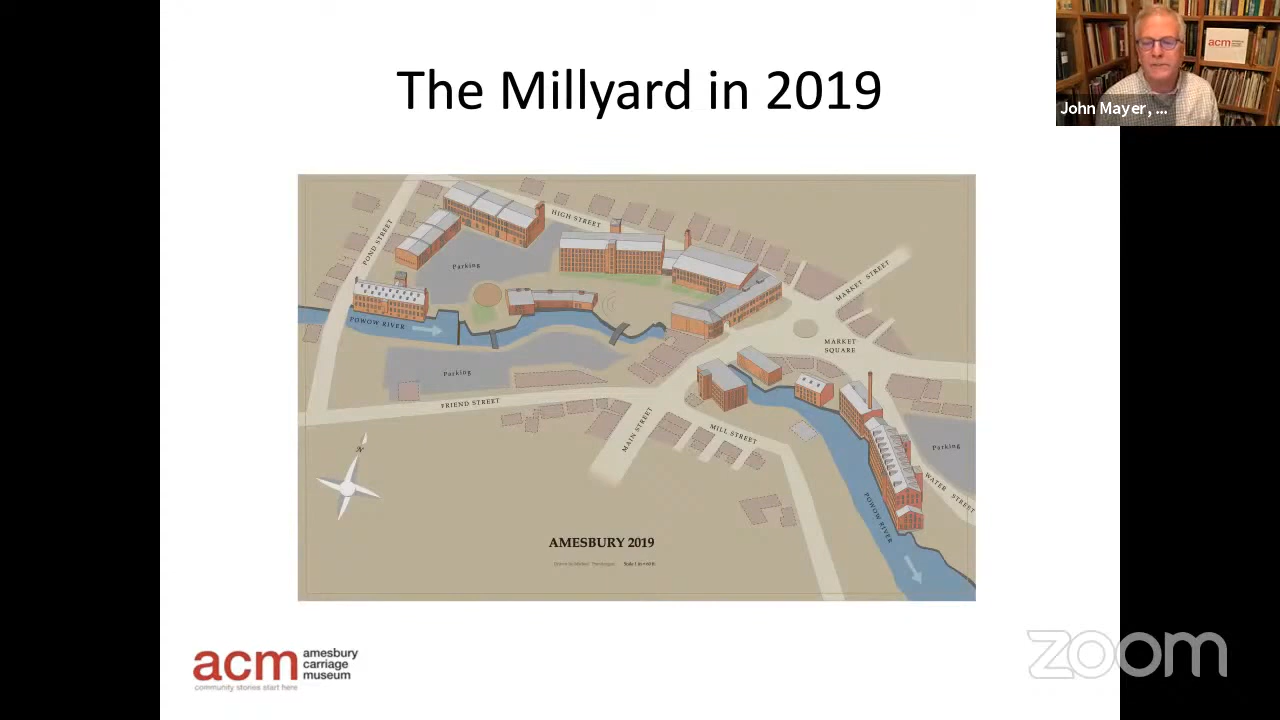 The Millyard in 2019
acm
John Mayer, ...
HIGH STREET
POND STREET
Parking
MARKET STREET
POWOW RIVER
MARKET
SQUARE
Parking
FRIEND STREET
MAIN STREET
MILL STREET
Parking
WATER STREET
POWOW RIVER
N
AMESBURY 2019
acm
amesbury
carriage
museum
community stories start here
zoom